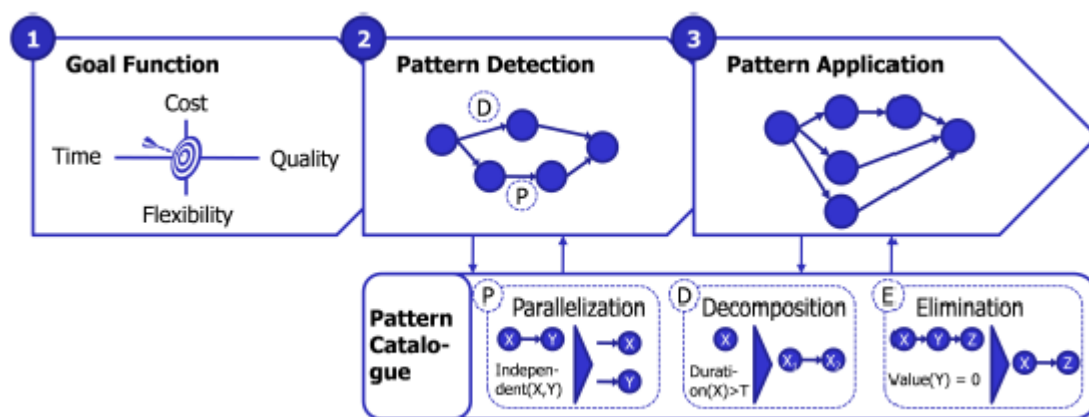 1
Goal Function
Cost
Time
Quality
Flexibility
2
Pattern Detection
D
P
3
Pattern Application
Pattern
Catalo-
gue
P
Parallelization
X
Y
X
Y
Indepen-
dent(X,Y)
D
Decomposition
X
X₁
X₂
Durati-
on(X)>T
E
Elimination
X
Y
Z
X
Z
Value(Y) = 0